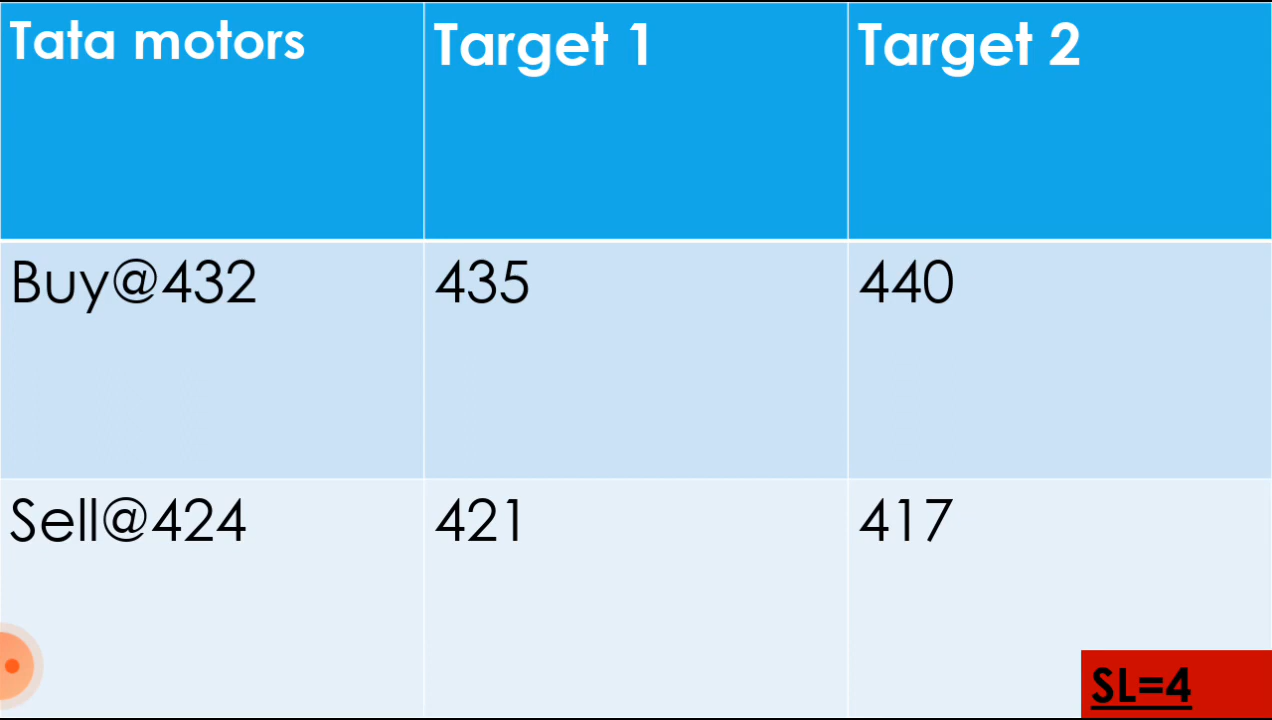 Tata motors
Target 1
Target 2
Buy@432
435
440
Sell@424
421
417
SL=4